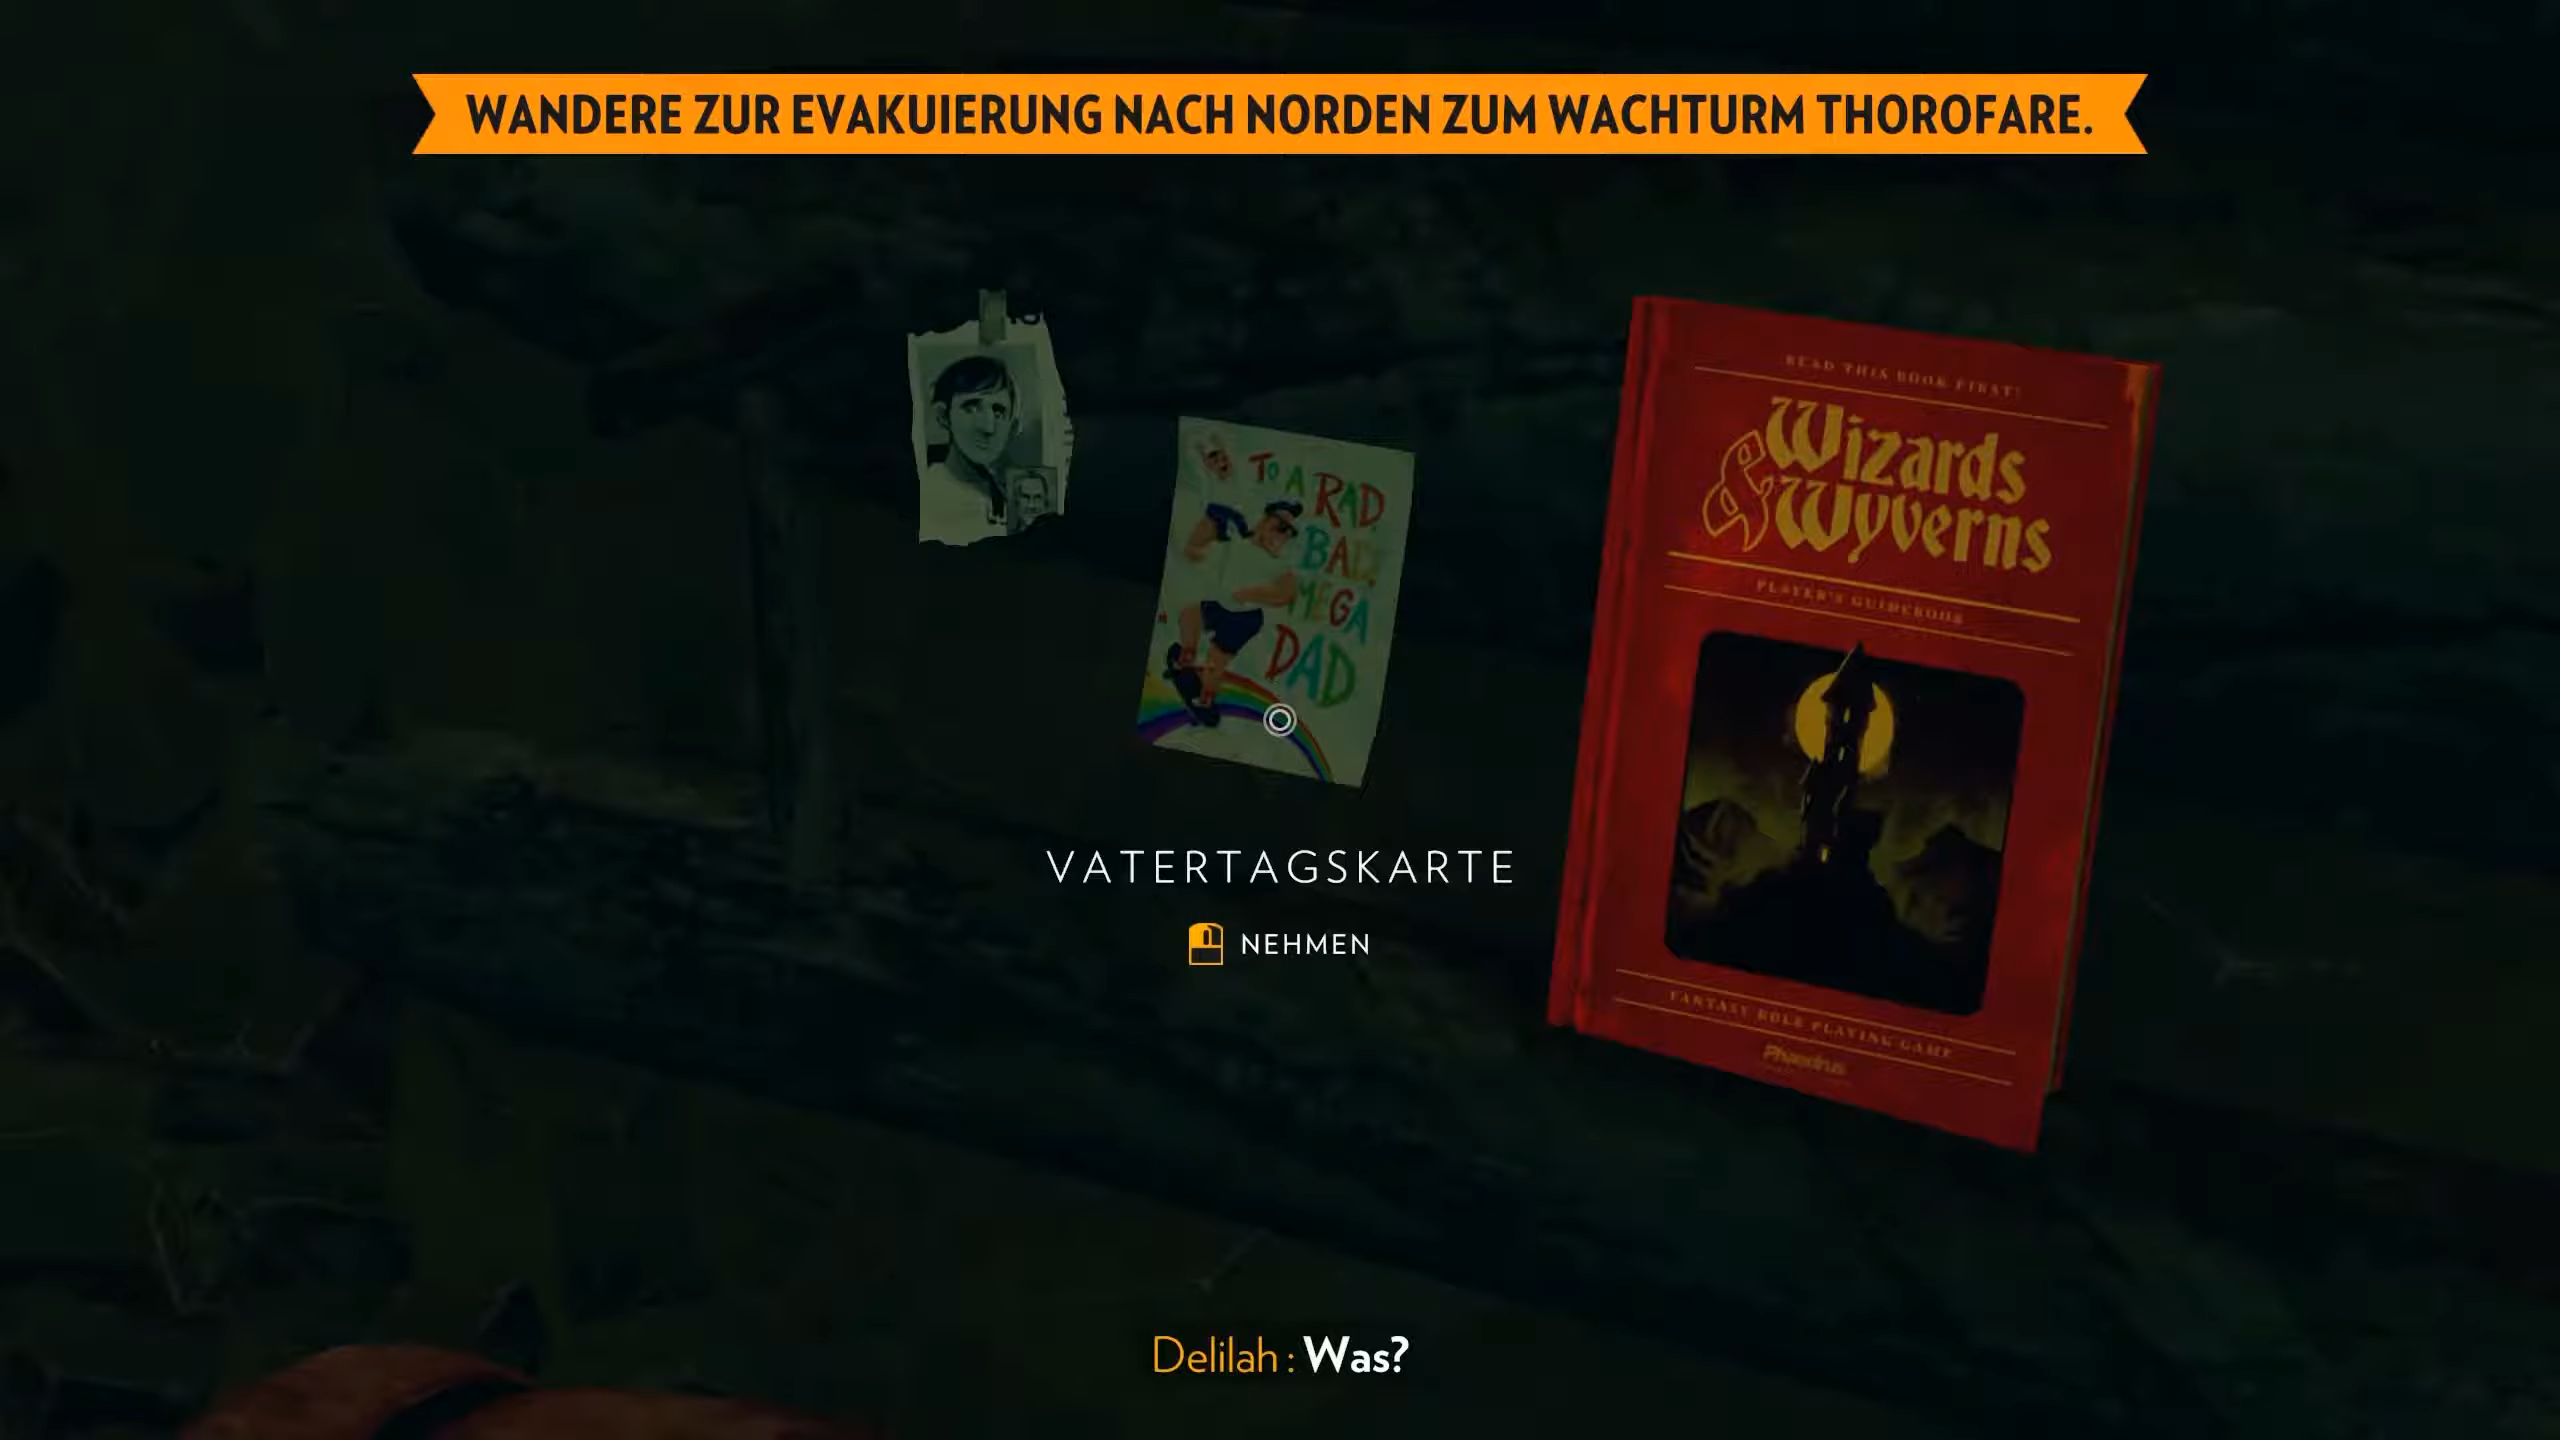 WANDERE ZUR EVAKUIERUNG NACH NORDEN ZUM WACHTURM THOROFARE.
TO A
RAD,
BAD,
MEGA
DAD
READ THIS BOOK FIRST!
Wizards
& Wyverns
PLAYER'S GUIDEBOOK
FANTASY ROLE PLAYING GAME
Phaedrus
VATERTAGSKARTE
NEHMEN
Delilah : Was?